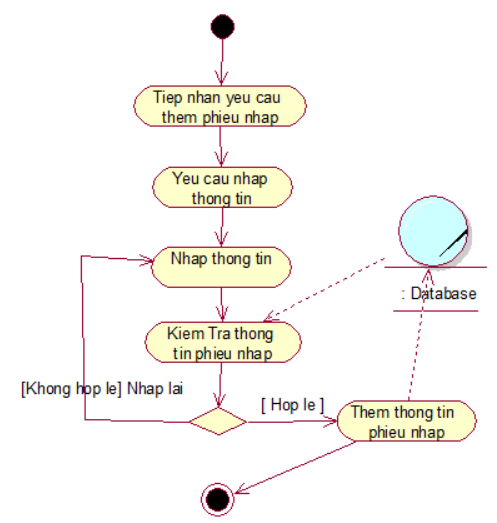 Tiep nhan yeu cau
them phieu nhap
Yeu cau nhap
thong tin
Nhap thong tin
: Database
Kiem Tra thong
tin phieu nhap
[Khong hop le] Nhap lai
[ Hop le ]
Them thong tin
phieu nhap